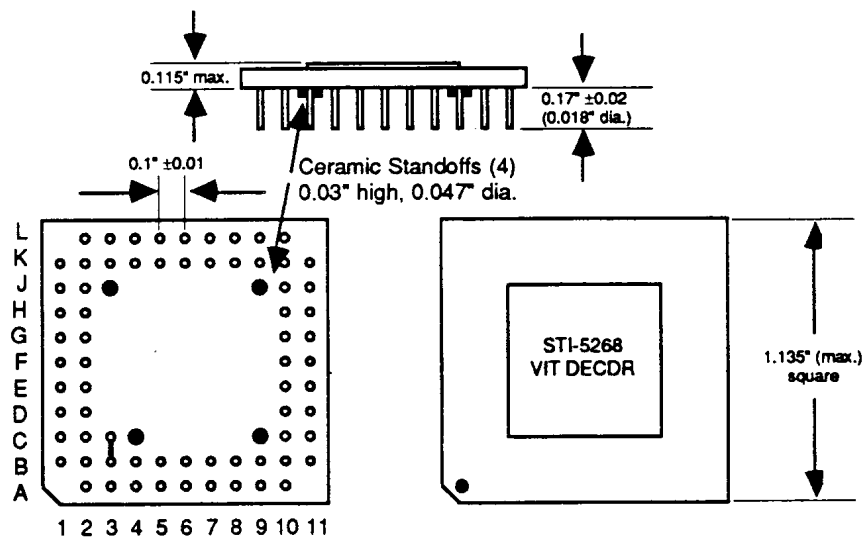 0.115" max.
0.17" ±0.02
(0.018" dia.)
0.1" ±0.01
Ceramic Standoffs (4)
0.03" high, 0.047" dia.
L
K
J
H
G
F
E
D
C
B
A
1 2 3 4 5 6 7 8 9 10 11
STI-5268
VIT DECDR
1.135" (max.)
square